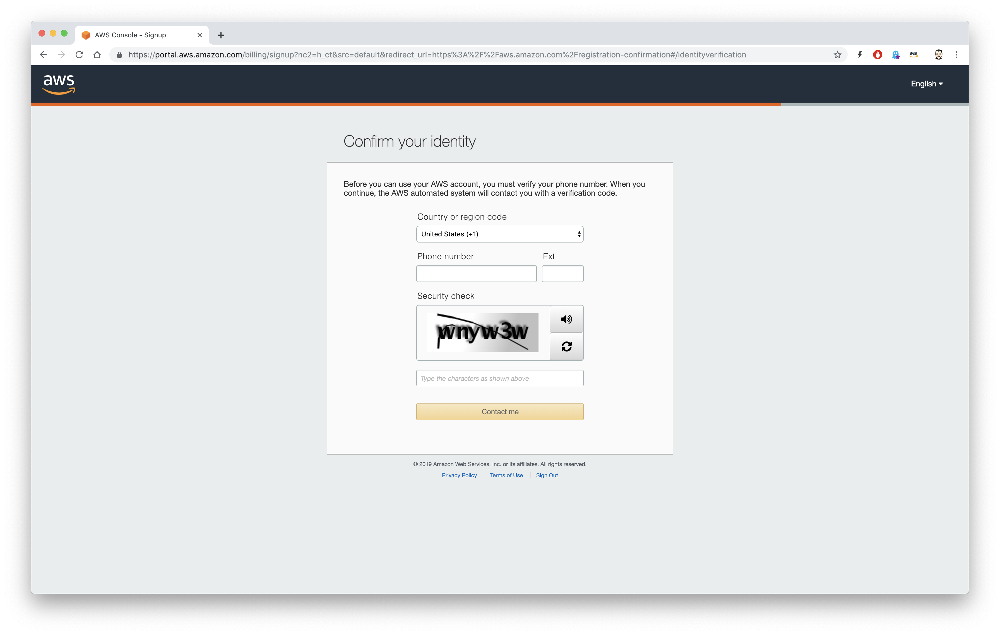 AWS Console - Signup
https://portal.aws.amazon.com/billing/signup?nc2=h_ct&src=default&redirect_url=https%3A%2F%2Faws.amazon.com%2Fregistration-confirmation#/identityverification
aea
aws
English
Confirm your identity
Before you can use your AWS account, you must verify your phone number. When you
continue, the AWS automated system will contact you with a verification code.
Country or region code
United States (+1)
Phone number Ext
Security check
wnyw3w
Type the characters as shown above
Contact me
© 2019 Amazon Web Services, Inc. or its affiliates. All rights reserved.
Privacy Policy Terms of Use Sign Out